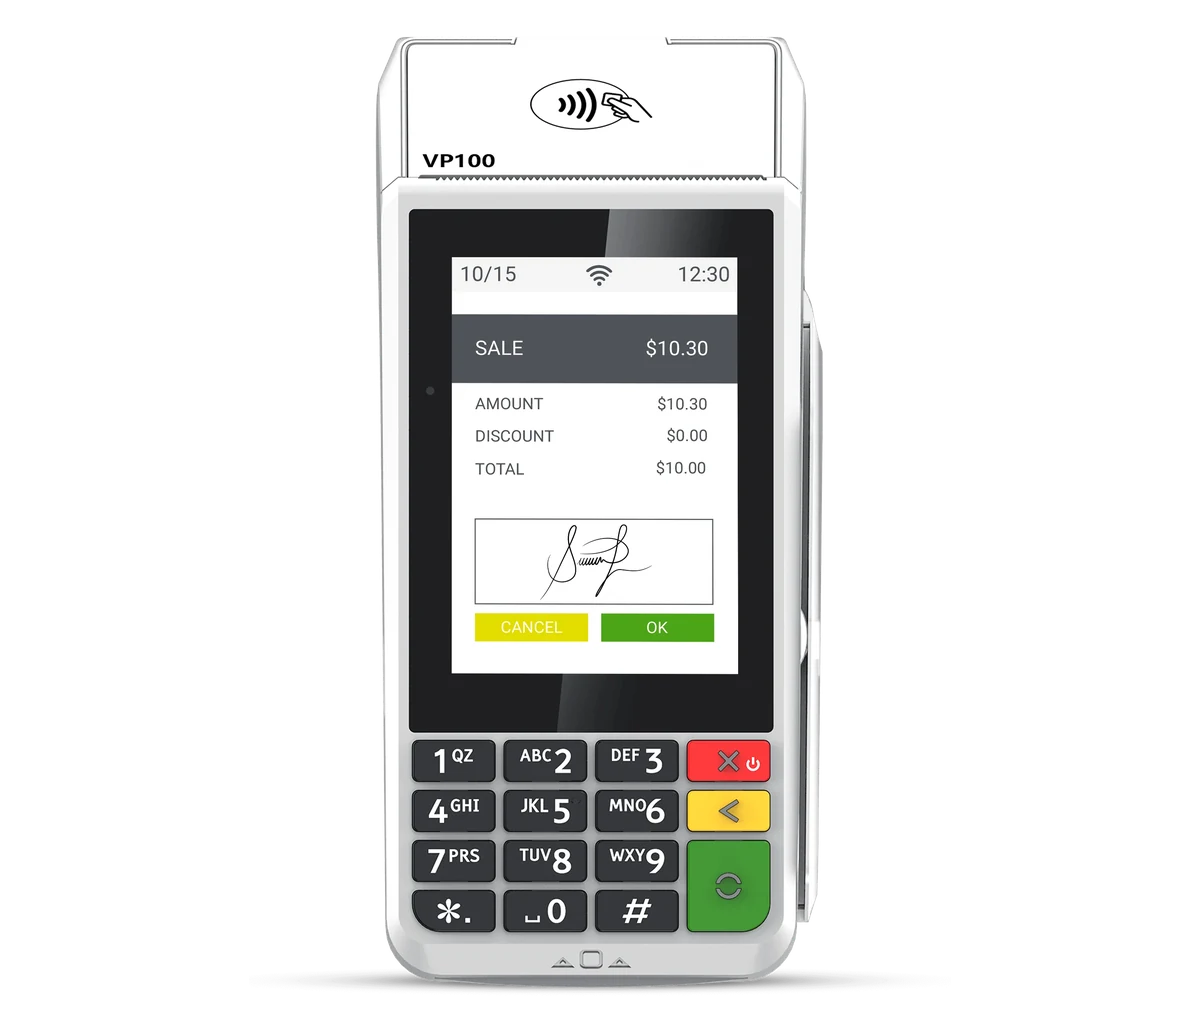 VP100
10/15 12:30
SALE $10.30
AMOUNT $10.30
DISCOUNT $0.00
TOTAL $10.00
CANCEL OK
1 QZ ABC 2 DEF 3
4 GHI JKL 5 MNO 6 <
7 PRS TUV 8 WXY 9
*. ⎵ 0 #